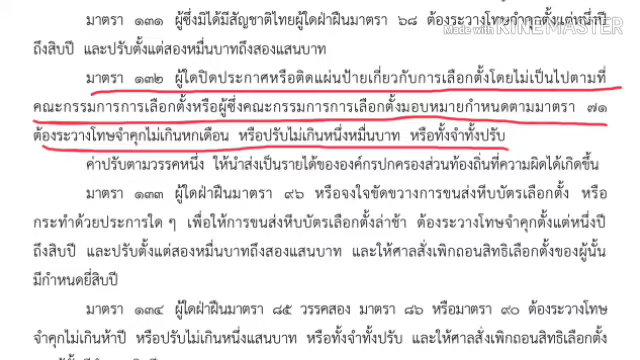 มาตรา ๑๓๑ ผู้ซึ่งมิได้มีสัญชาติไทยผู้ใดฝ่าฝืนมาตรา ๖๘ ต้องระวางโทษจำคุกตั้งแต่หนึ่งปี
Made with KINEMASTER
ถึงสิบปี และปรับตั้งแต่สองหมื่นบาทถึงสองแสนบาท
มาตรา ๑๓๒ ผู้ใดปิดประกาศหรือติดแผ่นป้ายเกี่ยวกับการเลือกตั้งโดยไม่เป็นไปตามที่
คณะกรรมการการเลือกตั้งหรือผู้ซึ่งคณะกรรมการการเลือกตั้งมอบหมายกำหนดตามมาตรา ๗๑
ต้องระวางโทษจำคุกไม่เกินหกเดือน หรือปรับไม่เกินหนึ่งหมื่นบาท หรือทั้งจำทั้งปรับ
ค่าปรับตามวรรคหนึ่ง ให้นำส่งเป็นรายได้ขององค์กรปกครองส่วนท้องถิ่นที่ความผิดได้เกิดขึ้น
มาตรา ๑๓๓ ผู้ใดฝ่าฝืนมาตรา ๙๖ หรือจงใจขัดขวางการขนส่งหีบบัตรเลือกตั้ง หรือ
กระทำด้วยประการใด ๆ เพื่อให้การขนส่งหีบบัตรเลือกตั้งล่าช้า ต้องระวางโทษจำคุกตั้งแต่หนึ่งปี
ถึงสิบปี และปรับตั้งแต่สองหมื่นบาทถึงสองแสนบาท และให้ศาลสั่งเพิกถอนสิทธิเลือกตั้งของผู้นั้น
มีกำหนดยี่สิบปี
มาตรา ๑๓๔ ผู้ใดฝ่าฝืนมาตรา ๘๕ วรรคสอง มาตรา ๘๖ หรือมาตรา ๙๐ ต้องระวางโทษ
จำคุกไม่เกินห้าปี หรือปรับไม่เกินหนึ่งแสนบาท หรือทั้งจำทั้งปรับ และให้ศาลสั่งเพิกถอนสิทธิเลือกตั้ง